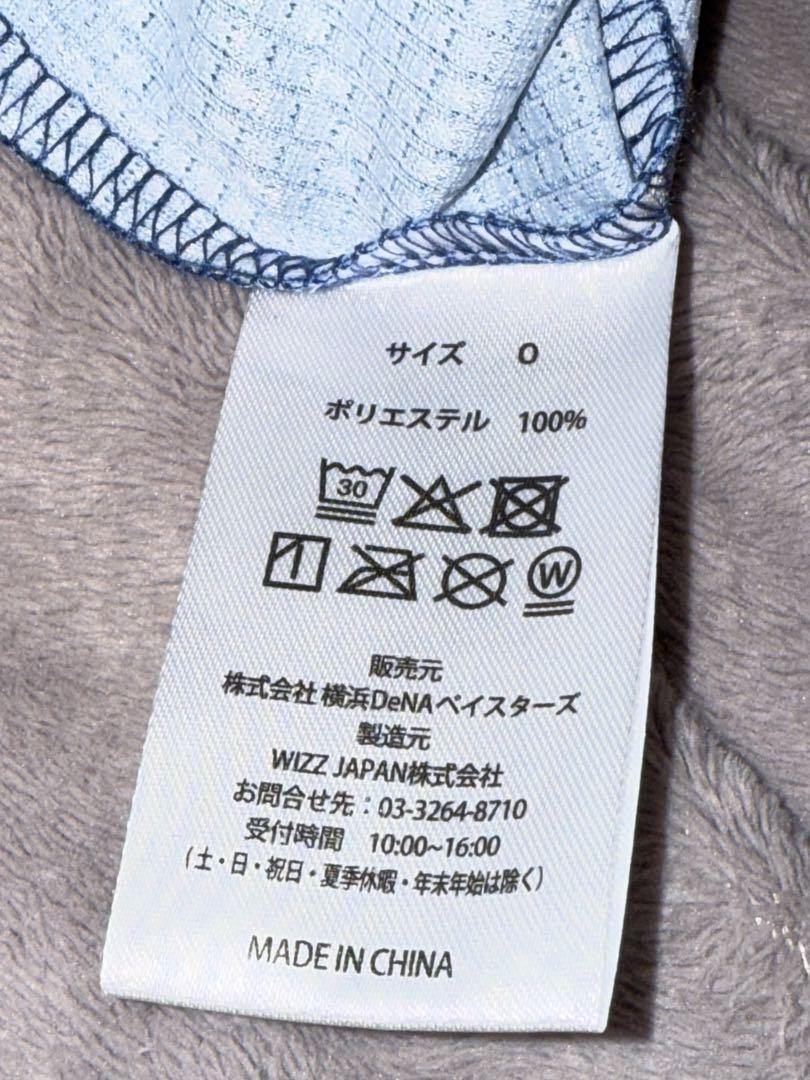 サイズ O
ポリエステル 100%
30
W
販売元
株式会社 横浜DeNAベイスターズ
製造元
WIZZ JAPAN株式会社
お問合せ先：03-3264-8710
受付時間 10:00~16:00
(土・日・祝日・夏季休暇・年末年始は除く)
MADE IN CHINA